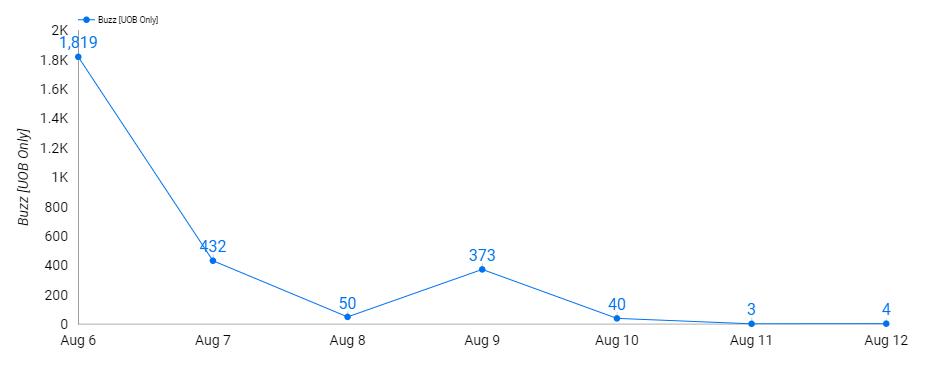 Buzz [UOB Only]
2K
1,819
1.8K
1.6K
1.4K
1.2K
1K
800
600
400
200
0
Buzz [UOB Only]
432
50
373
40
3
4
Aug 6 Aug 7 Aug 8 Aug 9 Aug 10 Aug 11 Aug 12